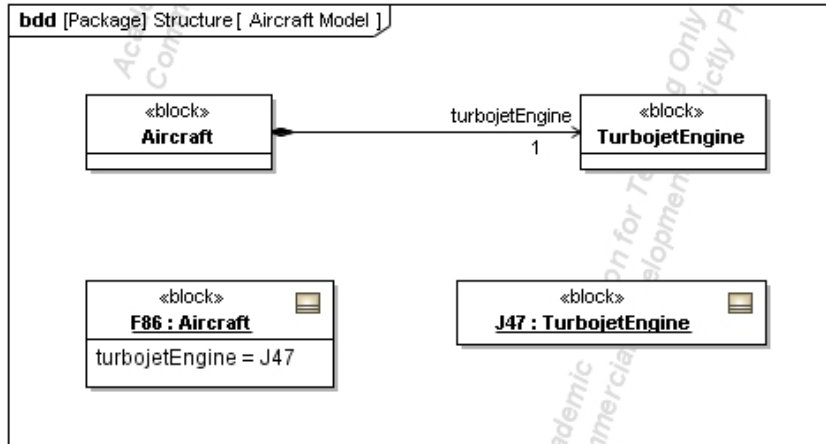 bdd [Package] Structure [ Aircraft Model ]
«block»
Aircraft
turbojetEngine
1
«block»
TurbojetEngine
«block»
F86 : Aircraft
turbojetEngine = J47
«block»
J47 : TurbojetEngine